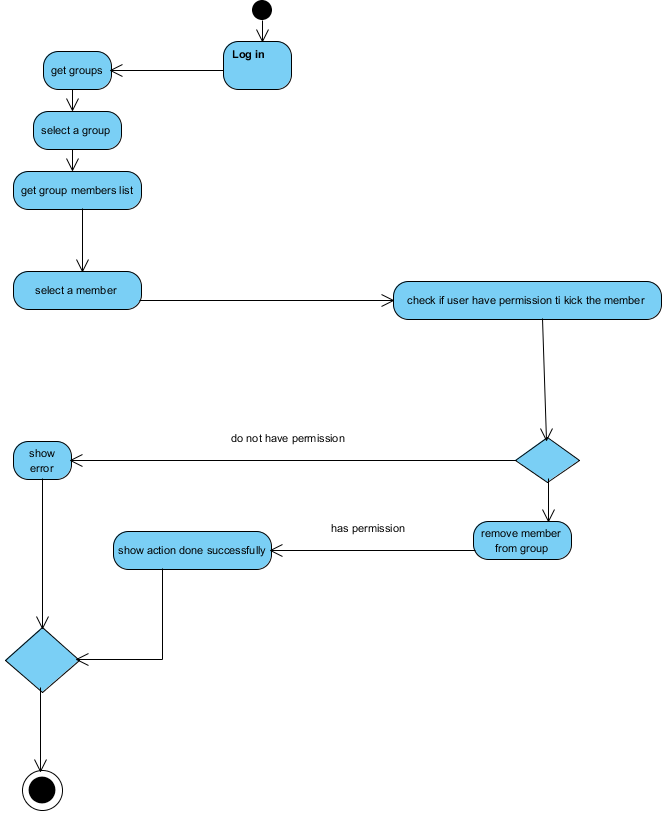 Log in
get groups
select a group
get group members list
select a member
check if user have permission ti kick the member
do not have permission
show
error
has permission
remove member
from group
show action done successfully